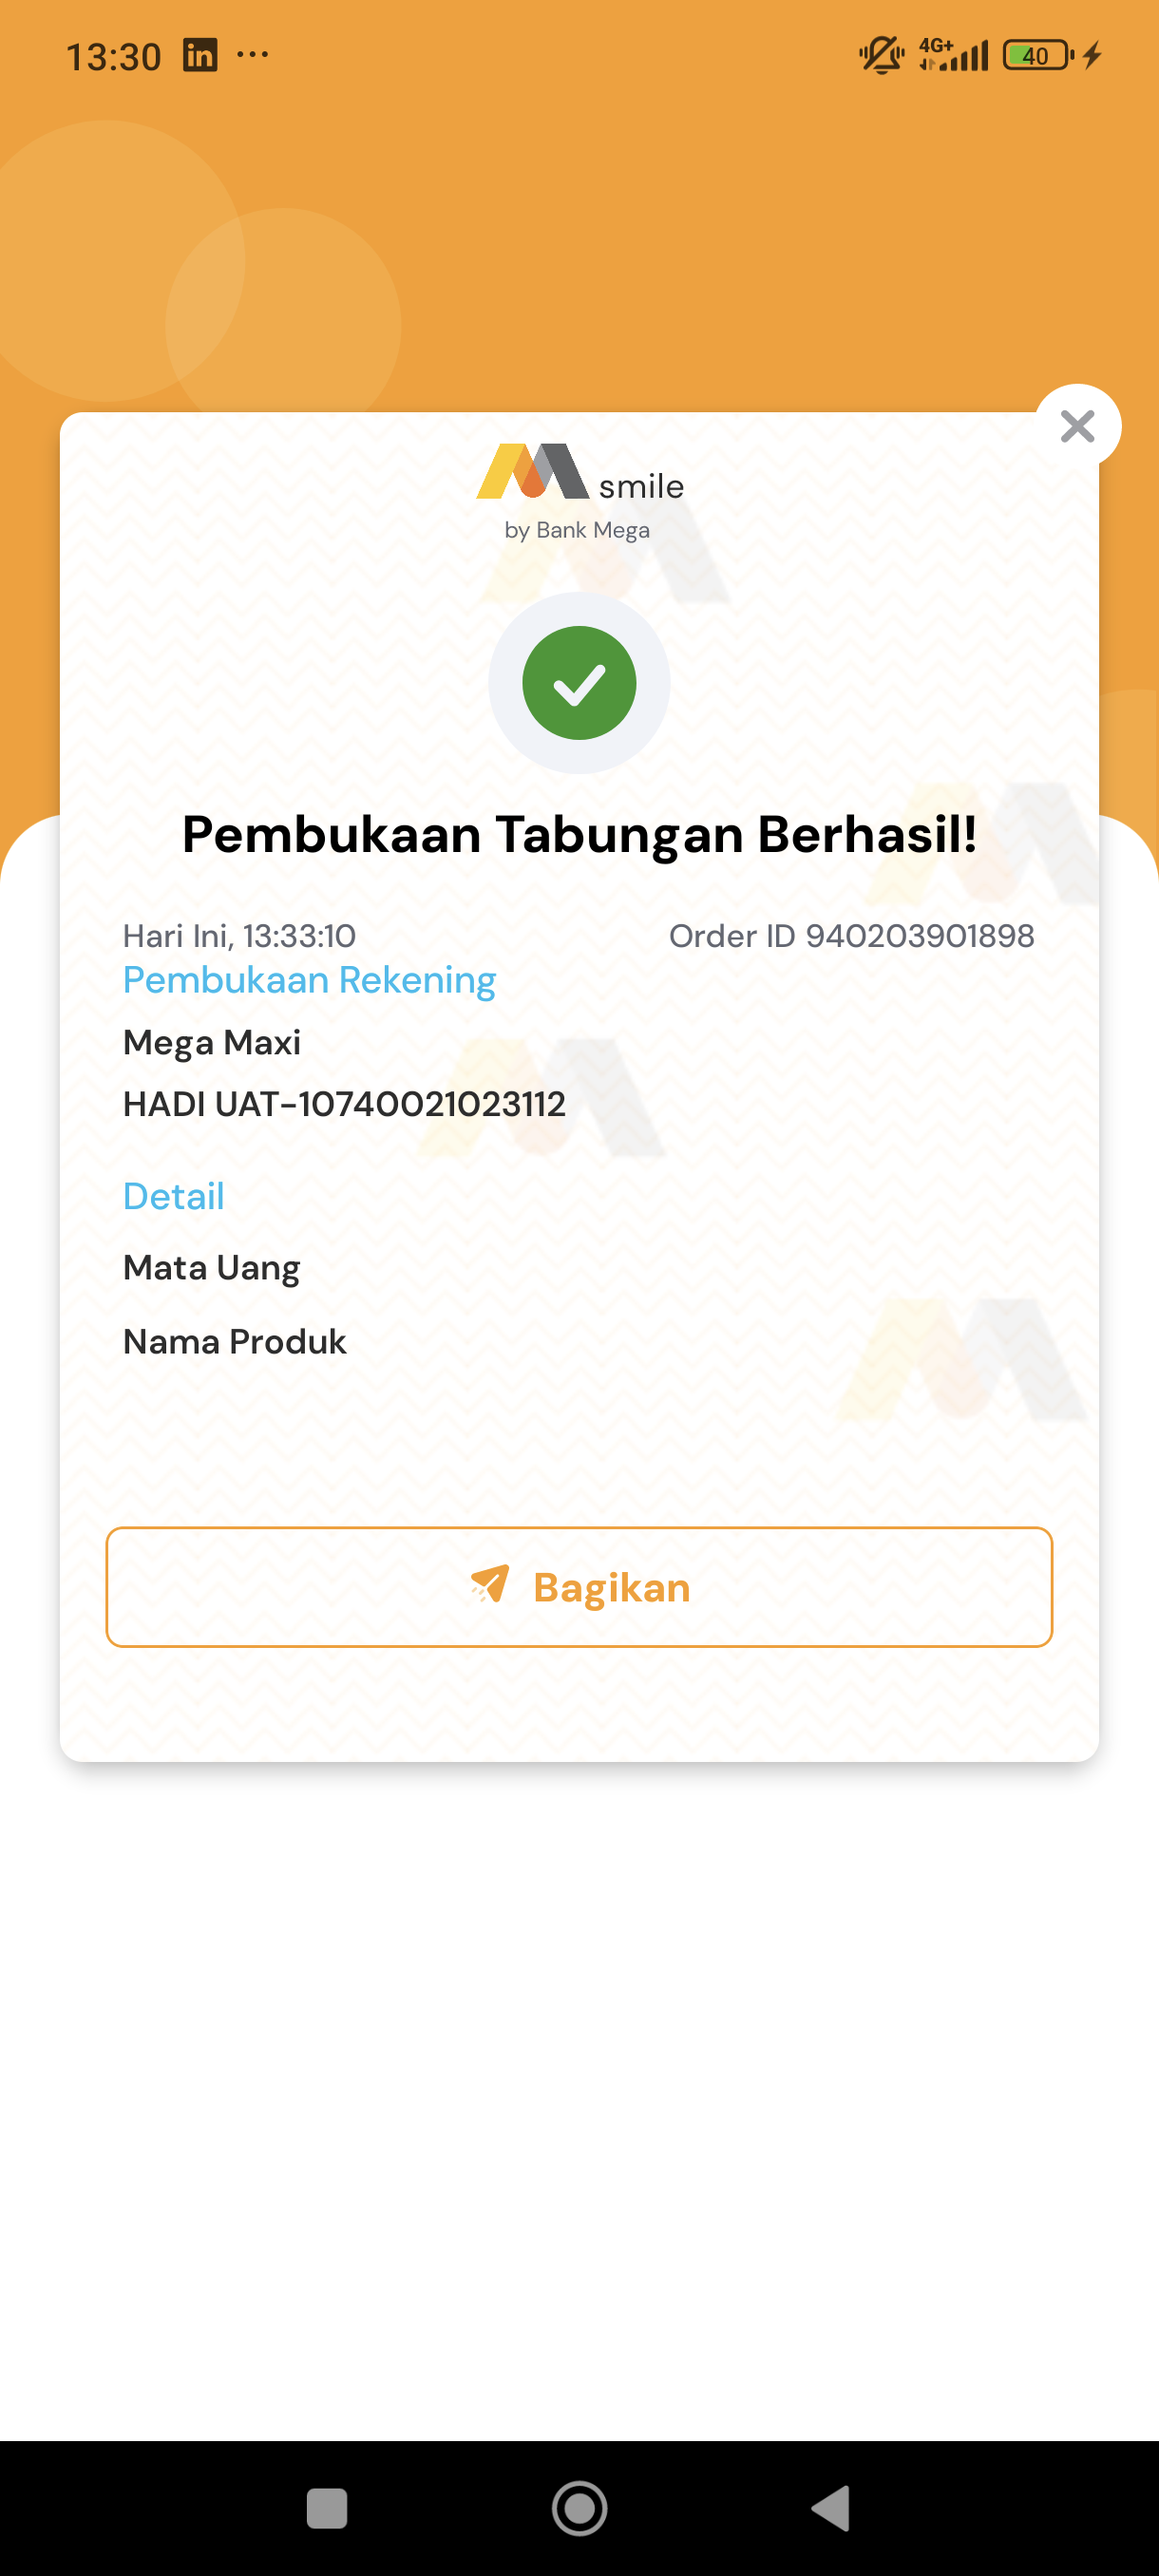 13:30 in ... 4G+ 40
smile
by Bank Mega
Pembukaan Tabungan Berhasil!
Hari Ini, 13:33:10 Order ID 940203901898
Pembukaan Rekening
Mega Maxi
HADI UAT-10740021023112
Detail
Mata Uang
Nama Produk
Bagikan